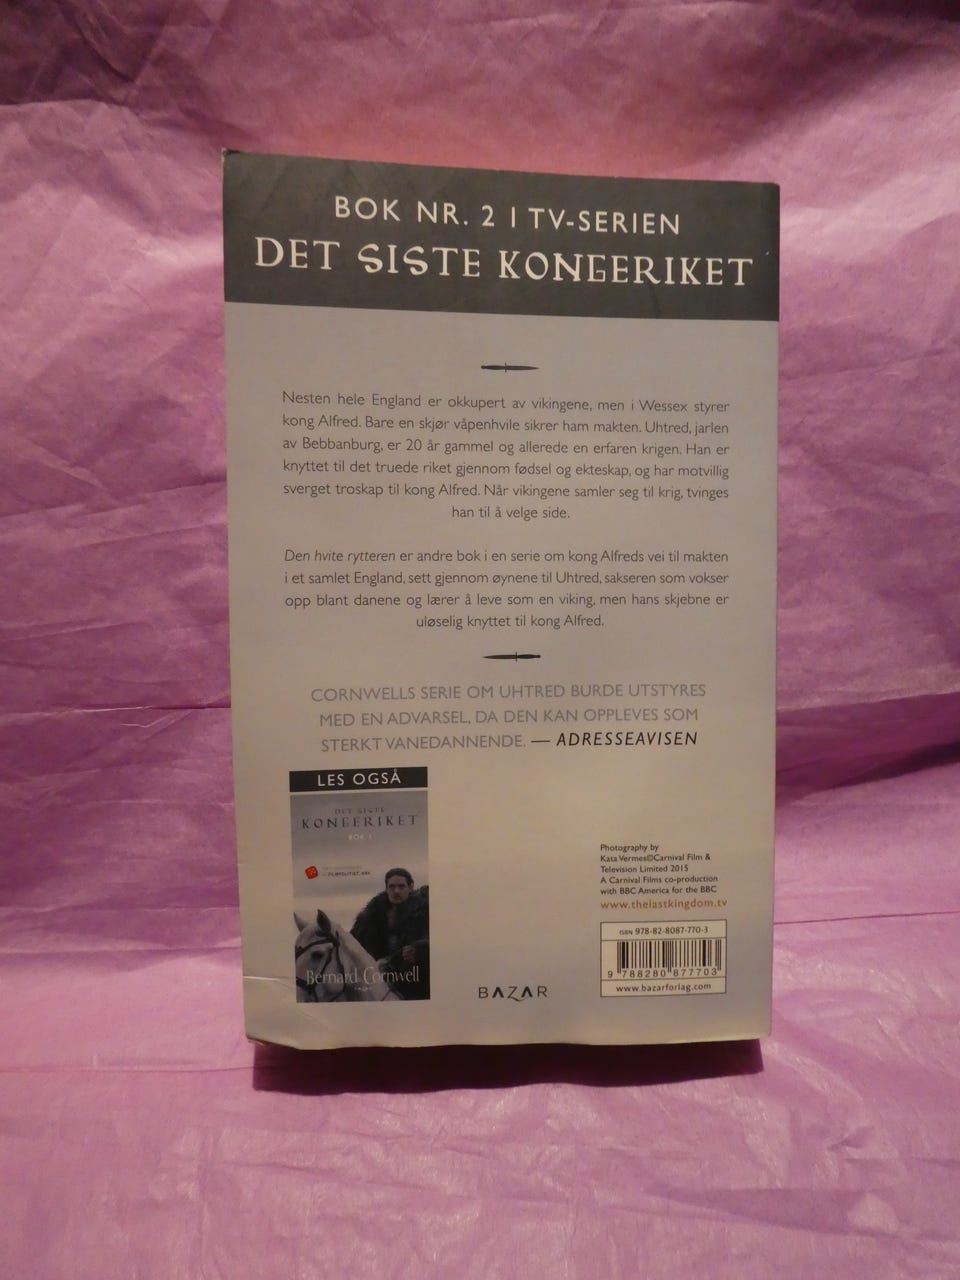 BOK NR. 2 I TV-SERIEN
DET SISTE KONGERIKET
Nesten hele England er okkupert av vikingene, men i Wessex styrer
kong Alfred. Bare en skjør våpenhvile sikrer ham makten. Uhtred, jarlen
av Bebbanburg, er 20 år gammel og allerede en erfaren krigen. Han er
knyttet til det truede riket gjennom fødsel og ekteskap, og har motvillig
sverget troskap til kong Alfred. Når vikingene samler seg til krig, tvinges
han til å velge side.
Den hvite rytteren er andre bok i en serie om kong Alfreds vei til makten
i et samlet England, sett gjennom øynene til Uhtred, sakseren som vokser
opp blant danene og lærer å leve som en viking, men hans skjebne er
uløselig knyttet til kong Alfred.
CORNWELLS SERIE OM UHTRED BURDE UTSTYRES
MED EN ADVARSEL, DA DEN KAN OPPLEVES SOM
STERKT VANEDANNENDE. — ADRESSEAVISEN
LES OGSÅ
DET SISTE
KONGERIKET
BOK 1
FILMPOLITIET, NRK
Bernard Cornwell
BAZAR
Photography by
Kata Vermes©Carnival Film &
Television Limited 2015
A Carnival Films co-production
with BBC America for the BBC
www.thelastkingdom.tv
ISBN 978-82-8087-770-3
9 788280 877703
www.bazarforlag.com
BAZAR